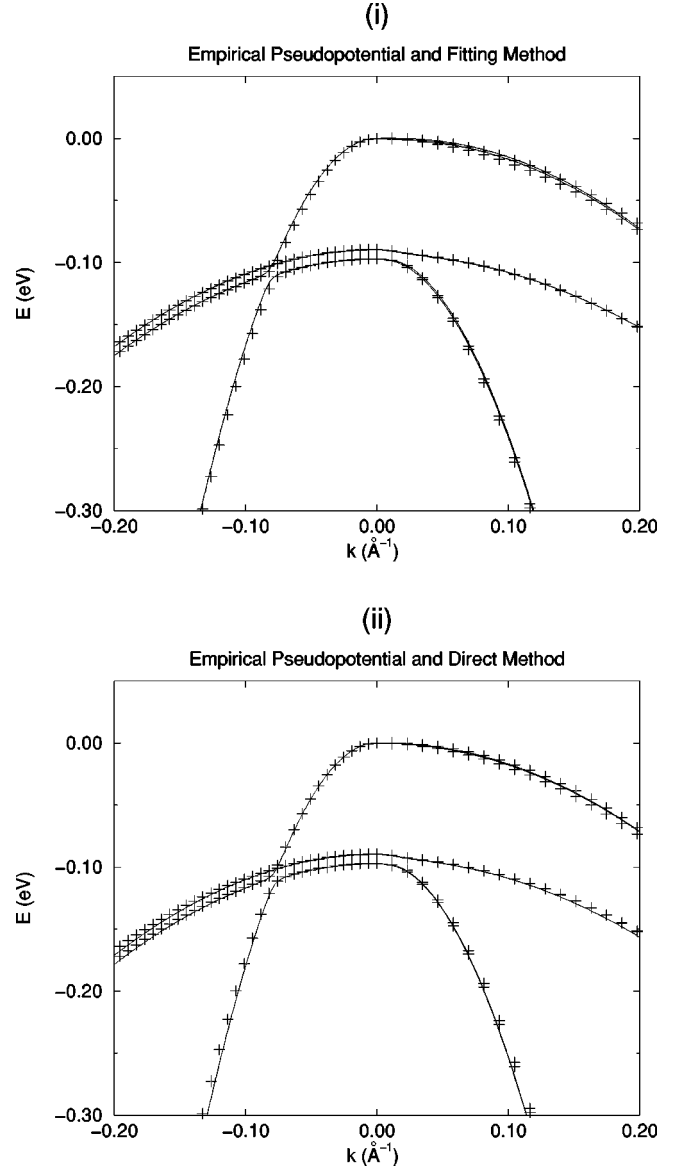 (i)
Empirical Pseudopotential and Fitting Method
0.00
−0.10
−0.20
−0.30
E (eV)
−0.20 −0.10 0.00 0.10 0.20
k (Å⁻¹)
(ii)
Empirical Pseudopotential and Direct Method
0.00
−0.10
−0.20
−0.30
E (eV)
−0.20 −0.10 0.00 0.10 0.20
k (Å⁻¹)